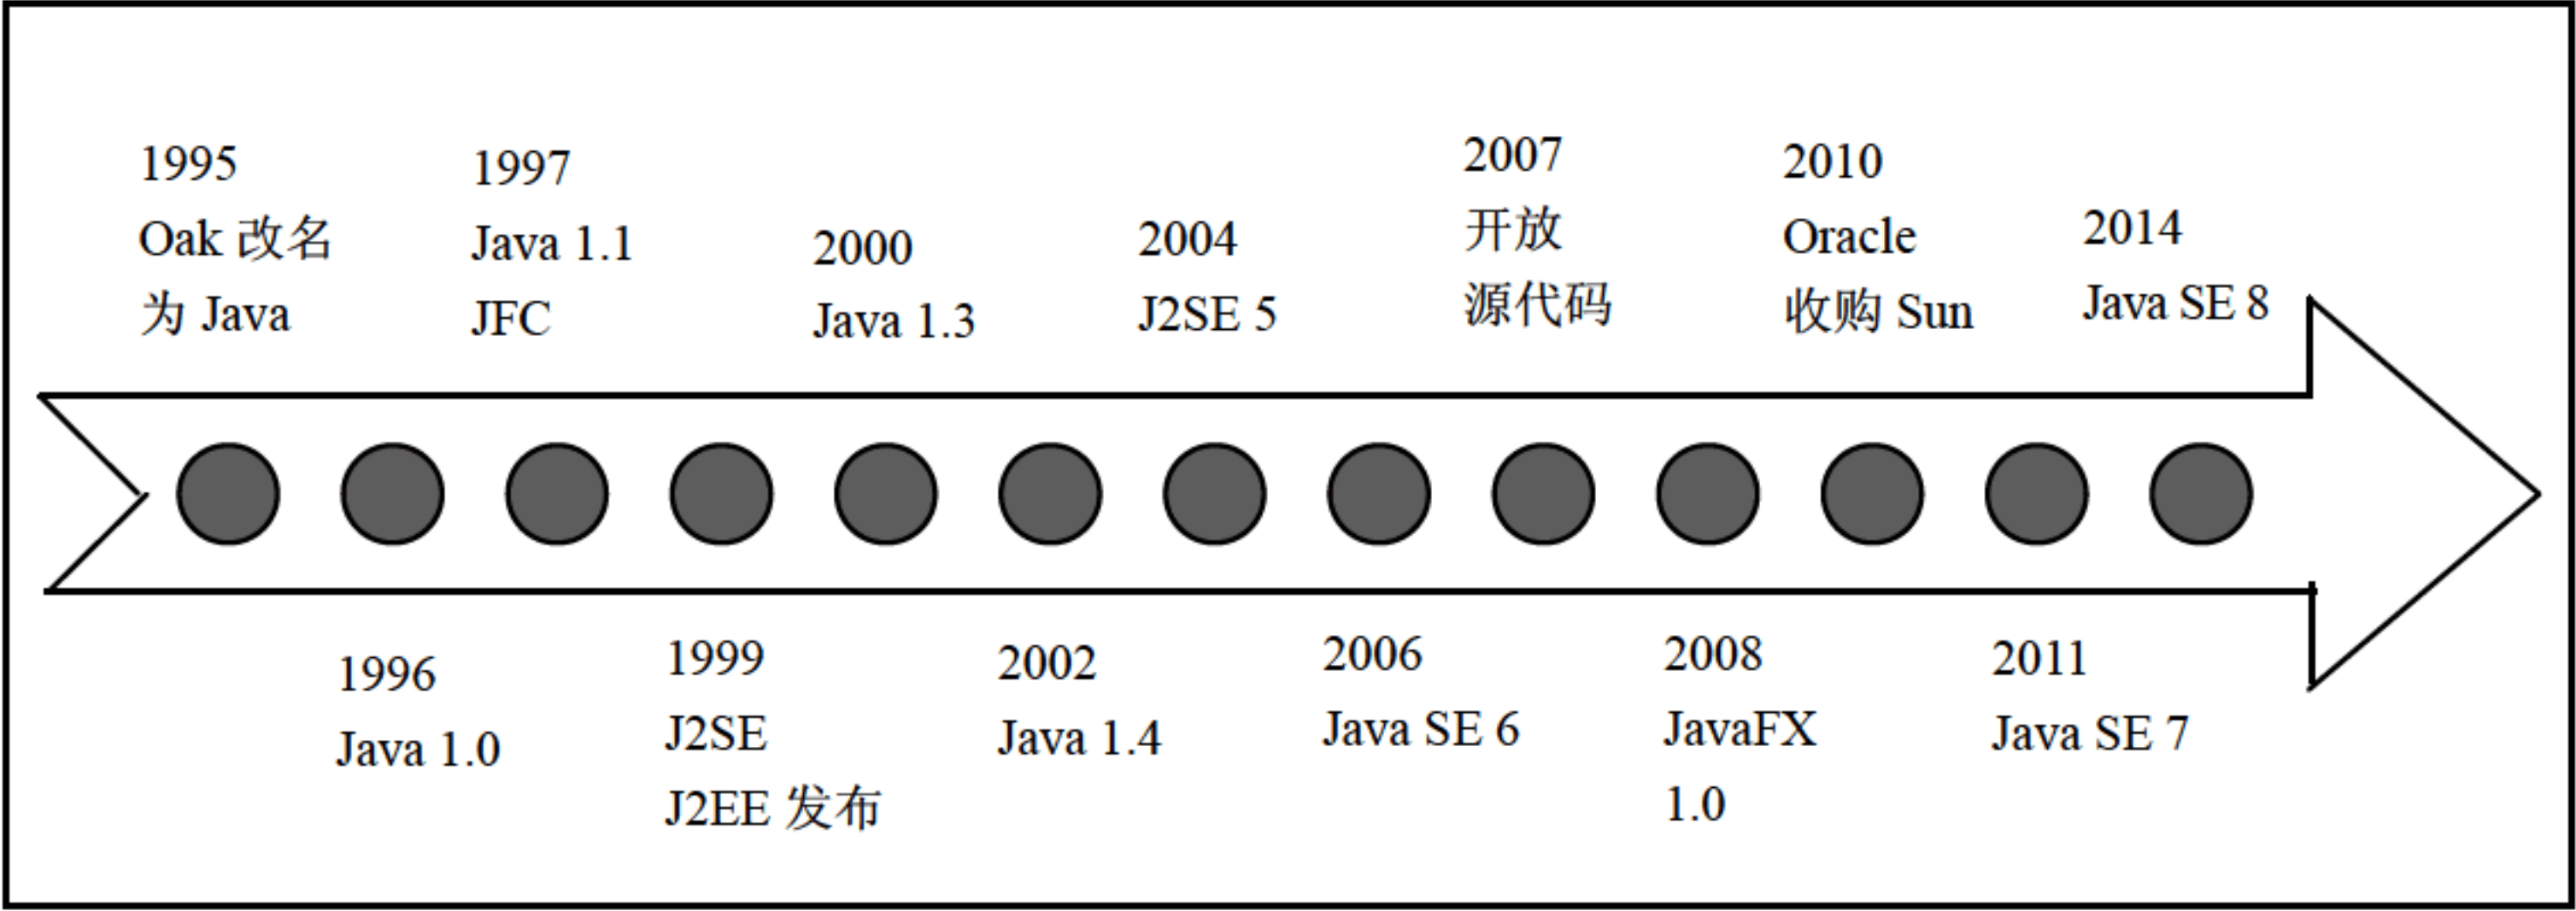 1995
Oak 改名
为 Java
1996
Java 1.0
1997
Java 1.1
JFC
1999
J2SE
J2EE 发布
2000
Java 1.3
2002
Java 1.4
2004
J2SE 5
2006
Java SE 6
2007
开放
源代码
2008
JavaFX
1.0
2010
Oracle
收购 Sun
2011
Java SE 7
2014
Java SE 8